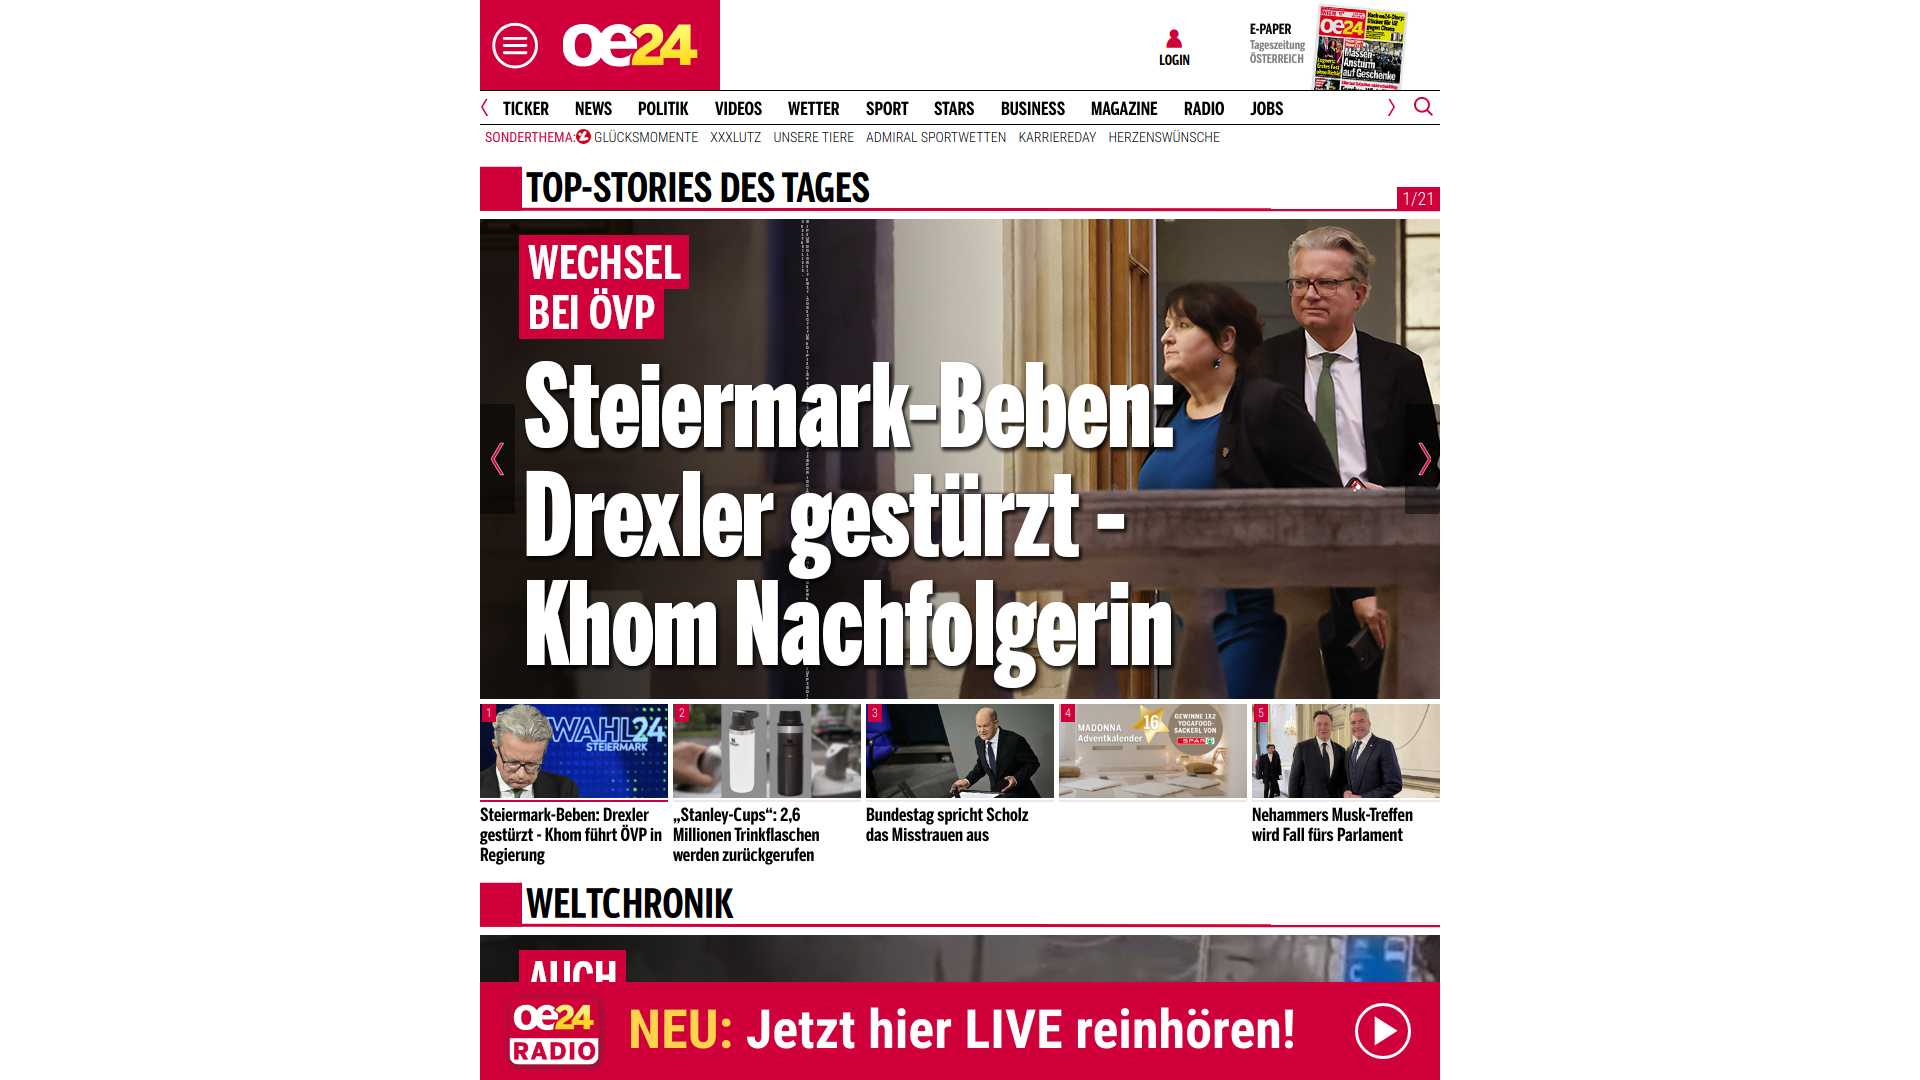 oe24
LOGIN
E-PAPER
Tageszeitung
ÖSTERREICH
oe24
Massen-
Ansturm
auf Geschenke
TICKER NEWS POLITIK VIDEOS WETTER SPORT STARS BUSINESS MAGAZINE RADIO JOBS
SONDERTHEMA: GLÜCKSMOMENTE XXXLUTZ UNSERE TIERE ADMIRAL SPORTWETTEN KARRIEREDAY HERZENSWÜNSCHE
TOP-STORIES DES TAGES
1/21
WECHSEL
BEI ÖVP
Steiermark-Beben:
Drexler gestürzt -
Khom Nachfolgerin
1
WAHL24
STEIERMARK
Steiermark-Beben: Drexler
gestürzt - Khom führt ÖVP in
Regierung
2
„Stanley-Cups“: 2,6
Millionen Trinkflaschen
werden zurückgerufen
3
Bundestag spricht Scholz
das Misstrauen aus
4
MADONNA
Adventkalender
16
GEWINNE 1X2
YOGAFOOD-
SACKERL VON
SPAR
5
Nehammers Musk-Treffen
wird Fall fürs Parlament
WELTCHRONIK
AUCH
oe24
RADIO
NEU: Jetzt hier LIVE reinhören!